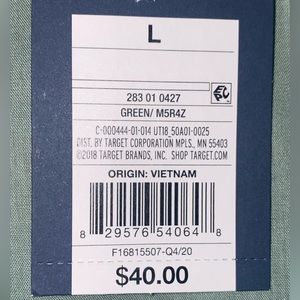 L
283 01 0427
GREEN/ M5R4Z
C-000444-01-014 UT18_50A01-0025
DIST. BY TARGET CORPORATION MPLS., MN 55403
©2018 TARGET BRANDS, INC. SHOP TARGET.COM
ORIGIN: VIETNAM
8 29576 54064 8
F16815507-Q4/20
$40.00